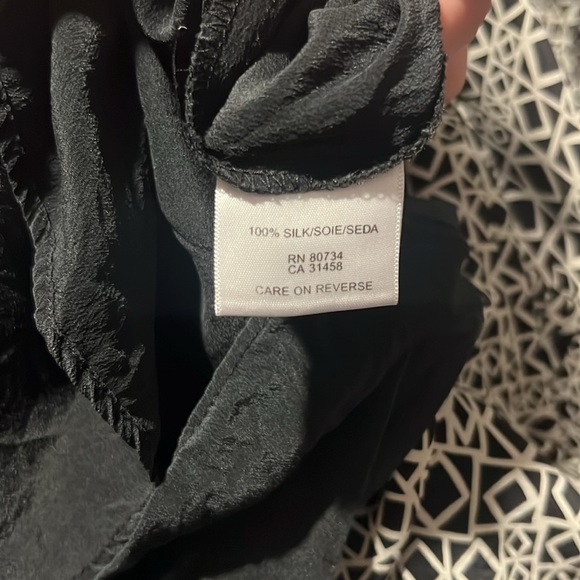 100% SILK/SOIE/SEDA
RN 80734
CA 31458
CARE ON REVERSE